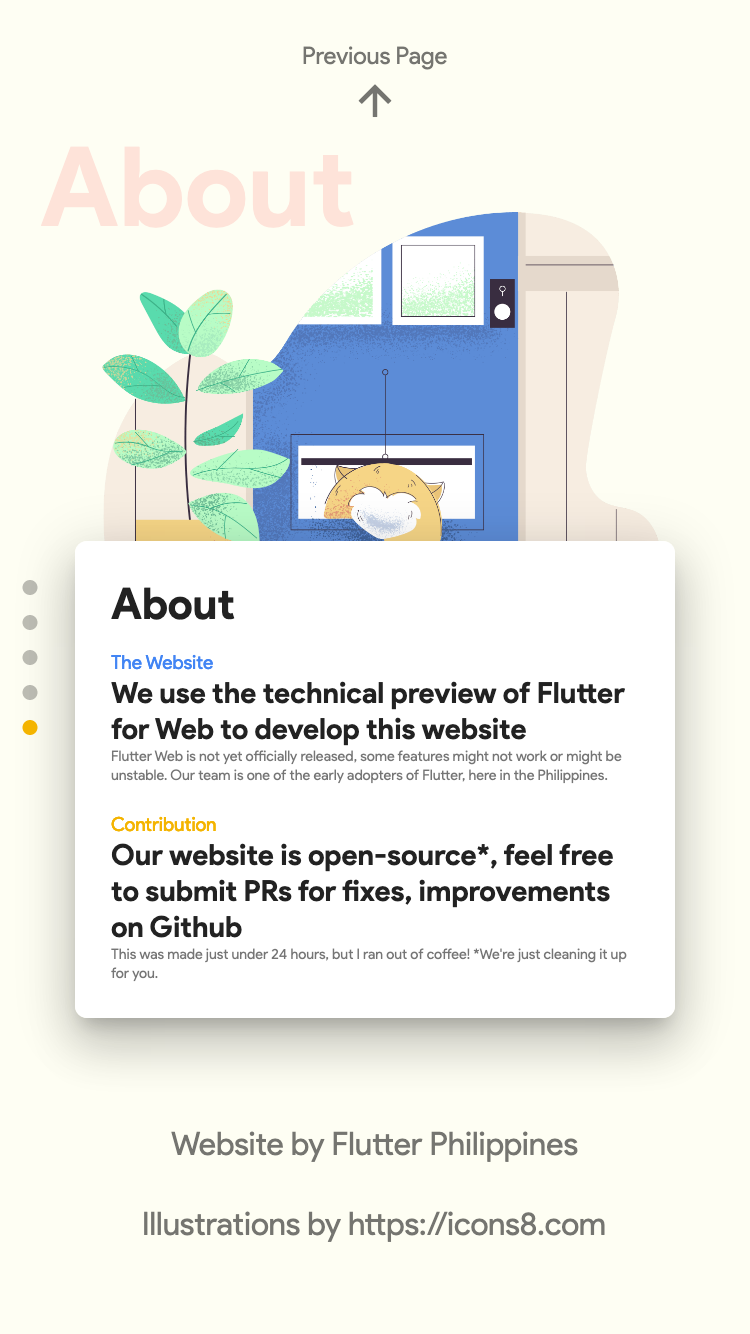 Previous Page
About
About
The Website
We use the technical preview of Flutter
for Web to develop this website
Flutter Web is not yet officially released, some features might not work or might be
unstable. Our team is one of the early adopters of Flutter, here in the Philippines.
Contribution
Our website is open-source*, feel free
to submit PRs for fixes, improvements
on Github
This was made just under 24 hours, but I ran out of coffee! *We're just cleaning it up
for you.
Website by Flutter Philippines
Illustrations by https://icons8.com